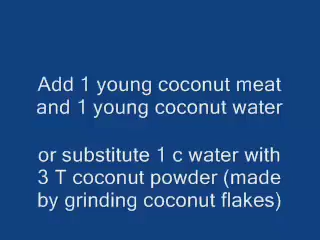 Add 1 young coconut meat
and 1 young coconut water
or substitute 1 c water with
3 T coconut powder (made
by grinding coconut flakes)